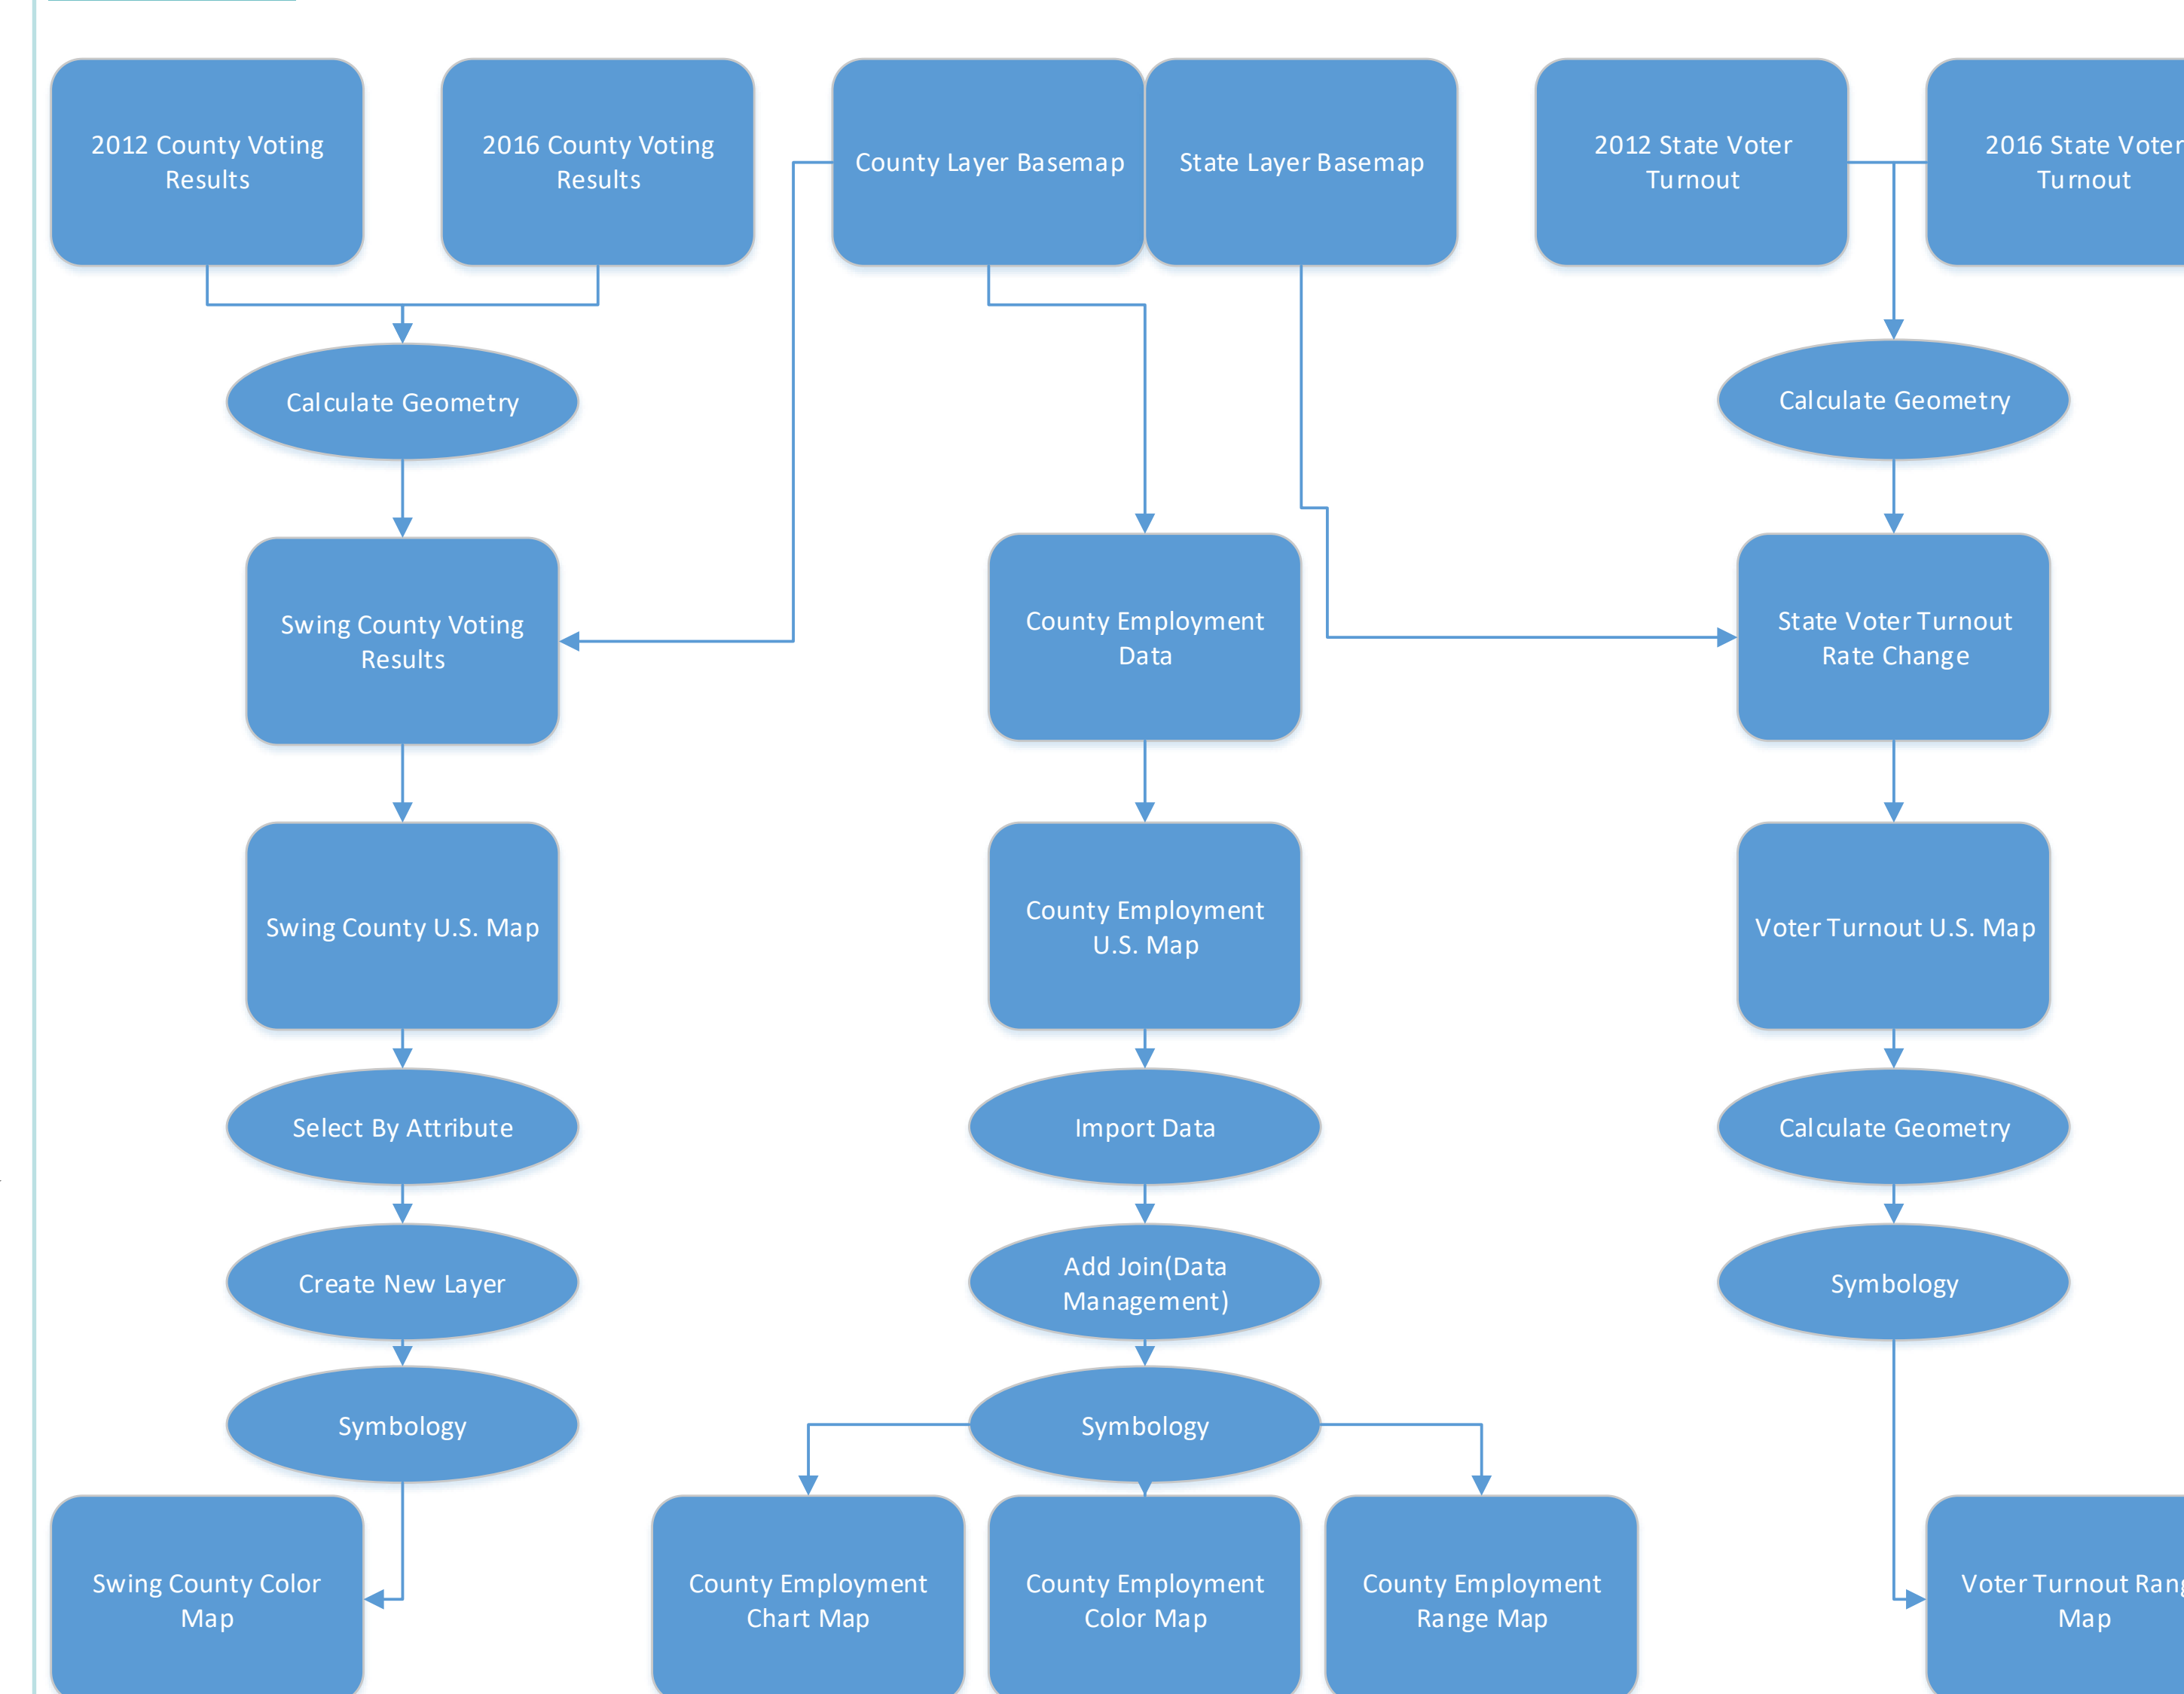 2012 County Voting
Results
2016 County Voting
Results
County Layer Basemap
State Layer Basemap
2012 State Voter
Turnout
2016 State Voter
Turnout
Calculate Geometry
Calculate Geometry
Swing County Voting
Results
County Employment
Data
State Voter Turnout
Rate Change
Swing County U.S. Map
County Employment
U.S. Map
Voter Turnout U.S. Map
Select By Attribute
Import Data
Calculate Geometry
Create New Layer
Add Join(Data
Management)
Symbology
Symbology
Symbology
Swing County Color
Map
County Employment
Chart Map
County Employment
Color Map
County Employment
Range Map
Voter Turnout
Map